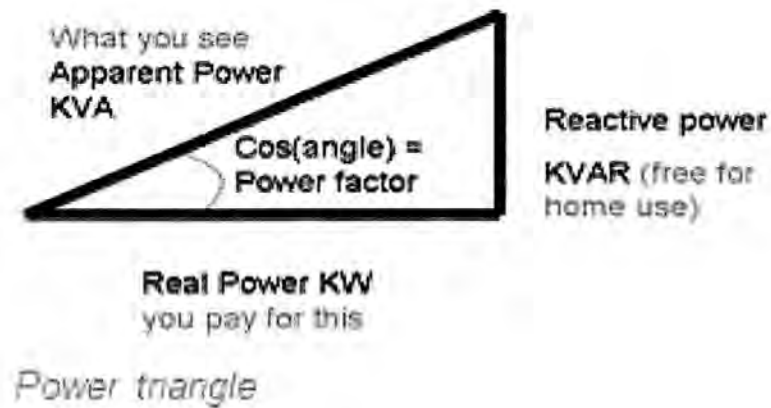 What you see
Apparent Power
KVA
Cos(angle) =
Power factor
Reactive power
KVAR (free for
home use)
Real Power KW
you pay for this
Power triangle